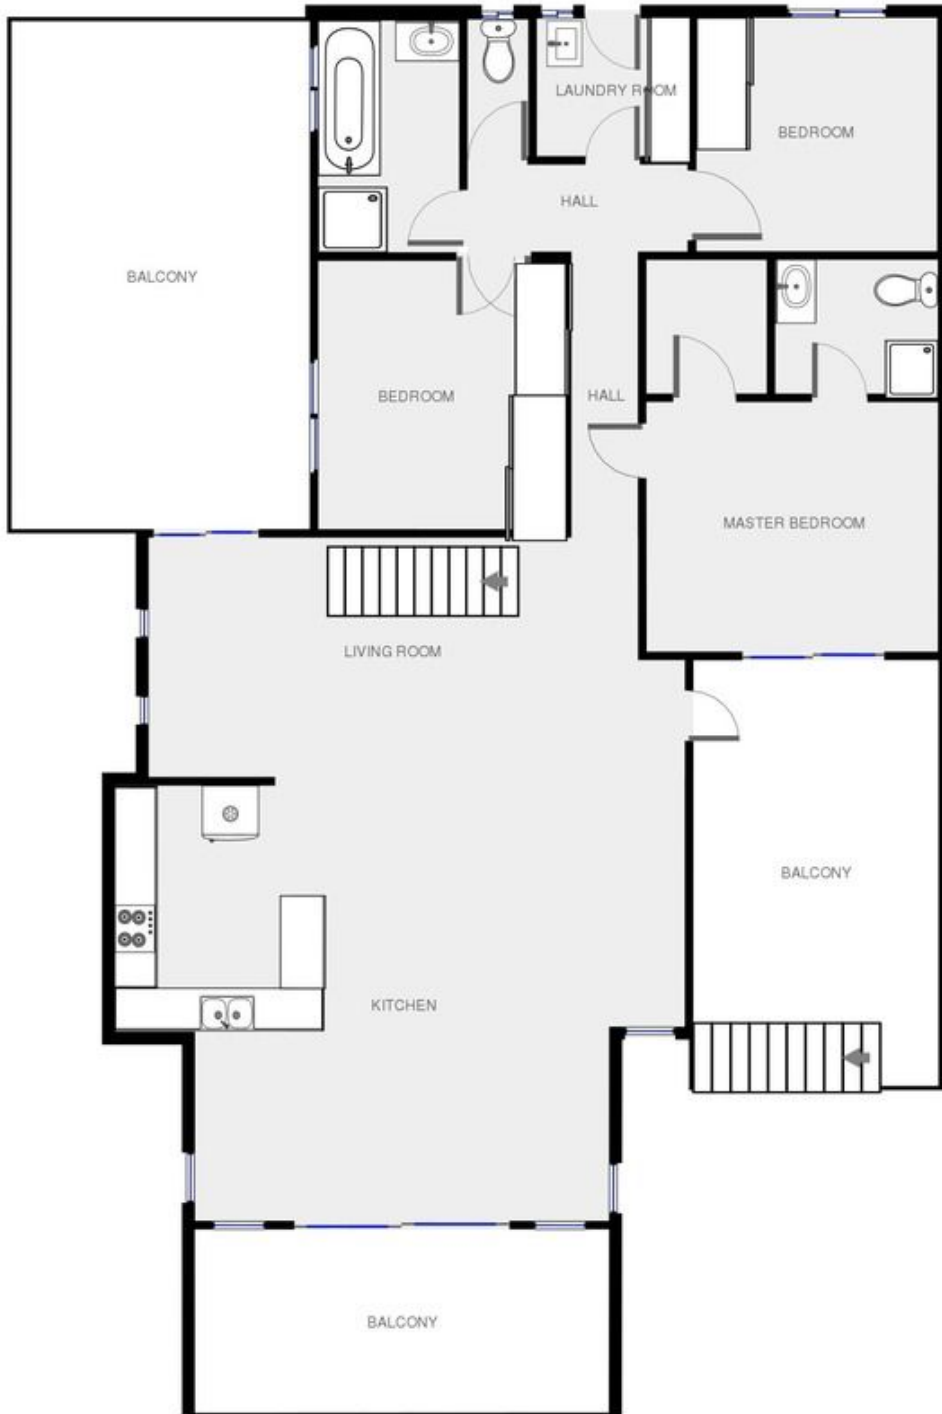 LAUNDRY ROOM
BEDROOM
HALL
BALCONY
BEDROOM
HALL
MASTER BEDROOM
LIVING ROOM
BALCONY
KITCHEN
BALCONY